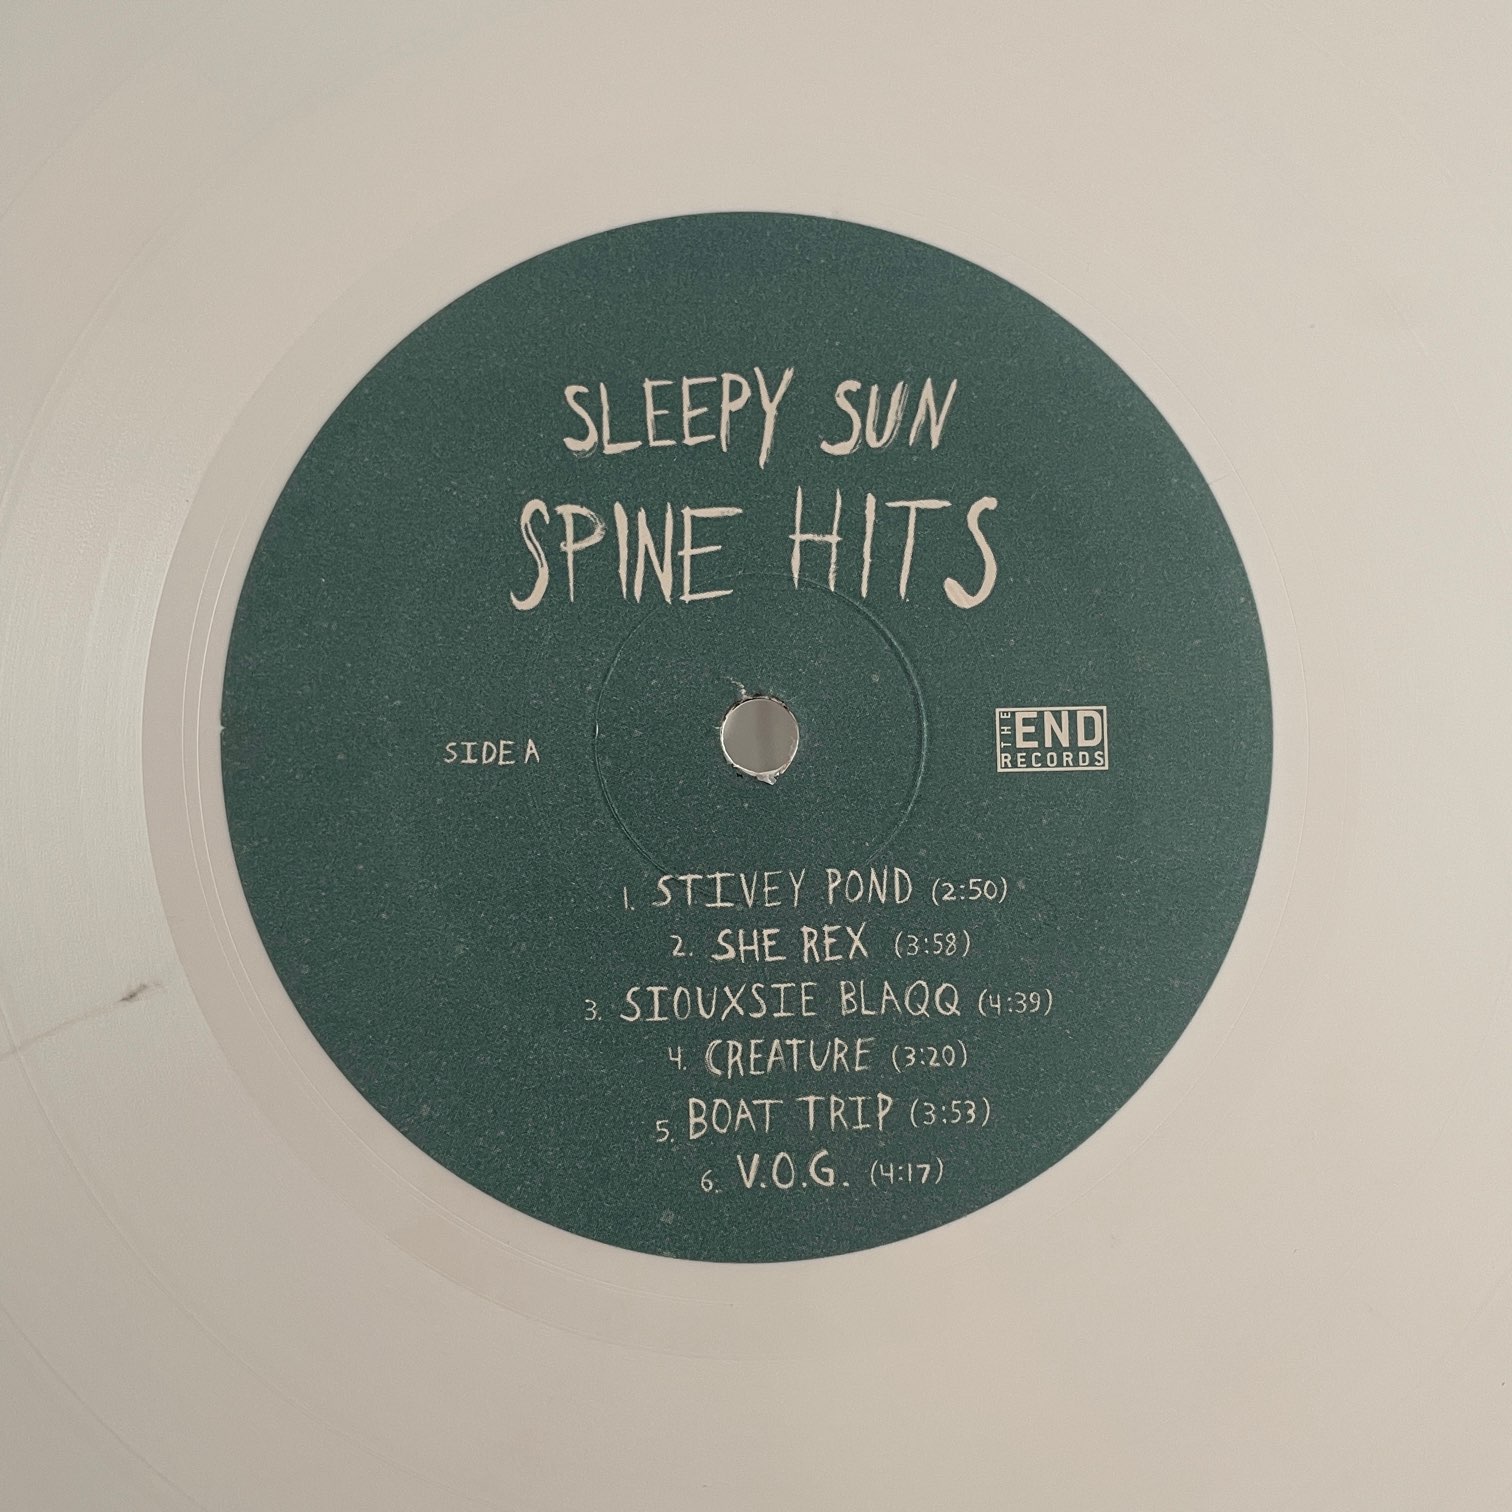 SLEEPY SUN
SPINE HITS
SIDE A
THE END
RECORDS
1. STIVEY POND (2:50)
2. SHE REX (3:58)
3. SIOUXSIE BLAQQ (4:39)
4. CREATURE (3:20)
5. BOAT TRIP (3:53)
6. V.O.G. (4:17)